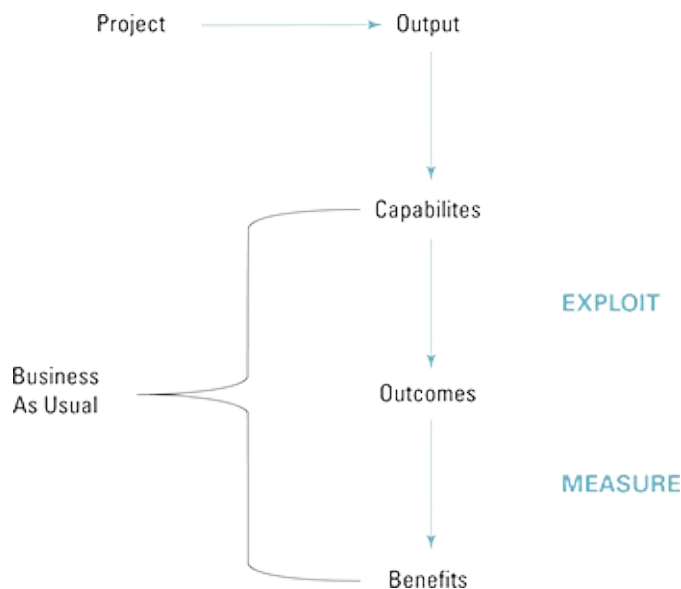 Project
Output
Capabilites
EXPLOIT
Business
As Usual
Outcomes
MEASURE
Benefits